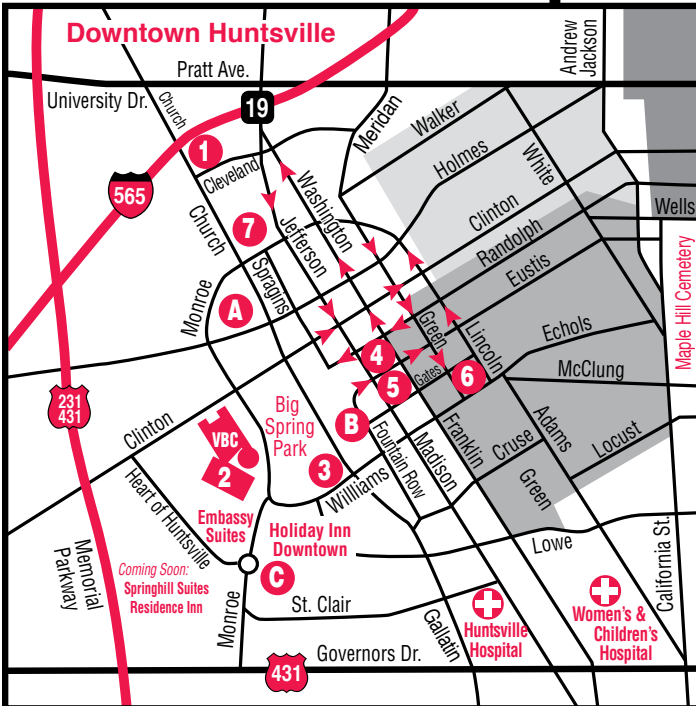 Downtown Huntsville
Pratt Ave.
University Dr.
Church
19
Andrew
Jackson
Meridan
Walker
Holmes
White
1
Cleveland
565
Church
Washington
Clinton
Wells
7
Jefferson
Randolph
Spragins
Eustis
Monroe
A
Maple Hill Cemetery
Green
Lincoln
Echols
4
McClung
231
431
5
Gates
6
Big
Spring
Park
B
Clinton
VBC
2
3
Fountain Row
Madison
Franklin
Adams
Cruse
Locust
Willliams
Green
Heart of Huntsville
Embassy
Suites
Holiday Inn
Downtown
Lowe
California St.
Memorial
Parkway
Coming Soon:
Springhill Suites
Residence Inn
C
Monroe
St. Clair
Gallatin
Huntsville
Hospital
Women's &
Children's
Hospital
Governors Dr.
431